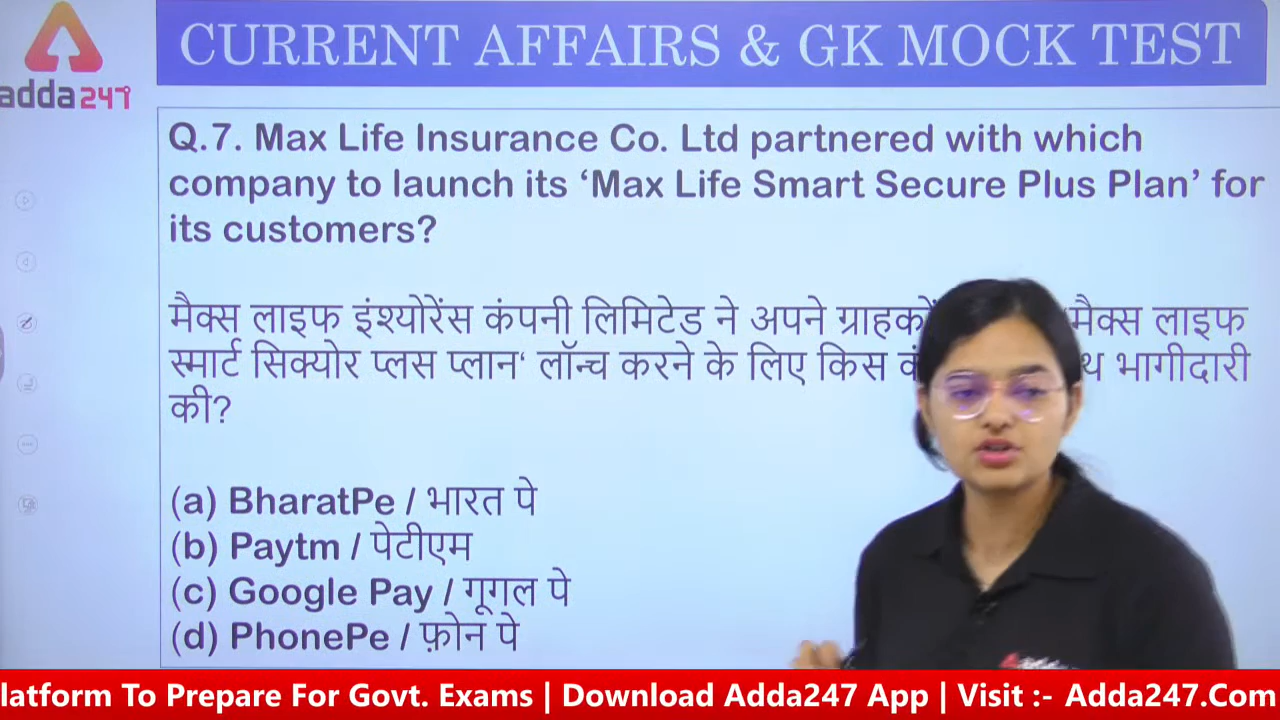 CURRENT AFFAIRS & GK MOCK TEST
adda247
Q.7. Max Life Insurance Co. Ltd partnered with which
company to launch its ‘Max Life Smart Secure Plus Plan’ for
its customers?
मैक्स लाइफ इंश्योरेंस कंपनी लिमिटेड ने अपने ग्राहकों मैक्स लाइफ
स्मार्ट सिक्योर प्लस प्लान‘ लॉन्च करने के लिए किस भागीदारी
की?
(a) BharatPe / भारत पे
(b) Paytm / पेटीएम
(c) Google Pay / गूगल पे
(d) PhonePe / फ़ोन पे
latform To Prepare For Govt. Exams | Download Adda247 App | Visit :- Adda247.Com